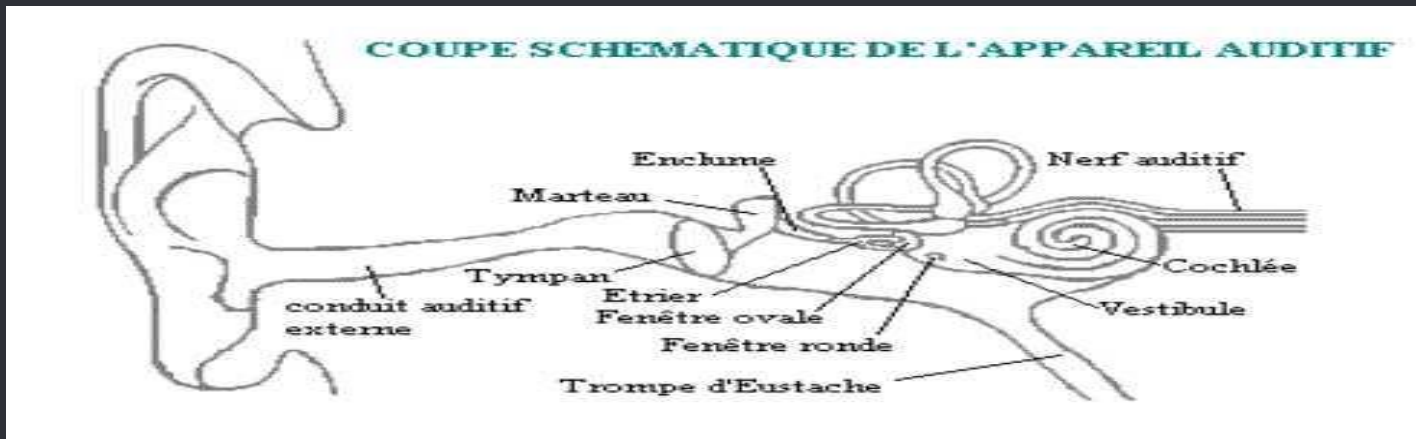 COUPE SCHEMATIQUE DE L'APPAREIL AUDITIF
Enclume
Nerf auditif
Marteau
Tympan
Cochlée
Etrier
conduit auditif
externe
Fenêtre ovale
Vestibule
Fenêtre ronde
Trompe d'Eustache